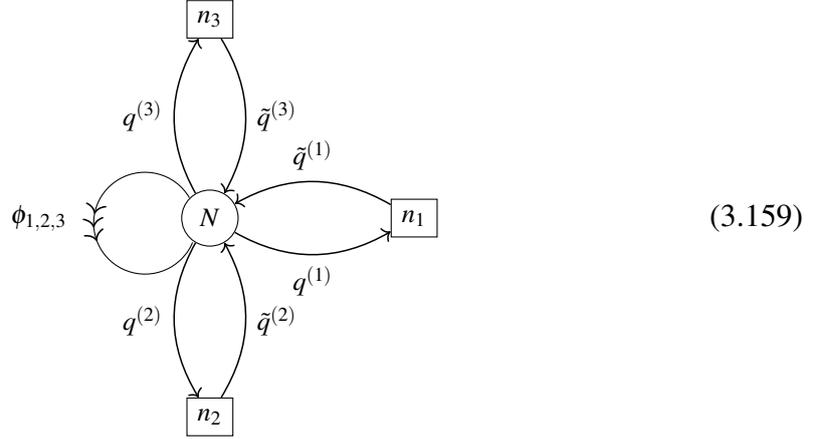 n₃
q⁽³⁾ q̃⁽³⁾
q̃⁽¹⁾
ϕ₁,₂,₃ N n₁ (3.159)
q⁽¹⁾
q⁽²⁾ q̃⁽²⁾
n₂